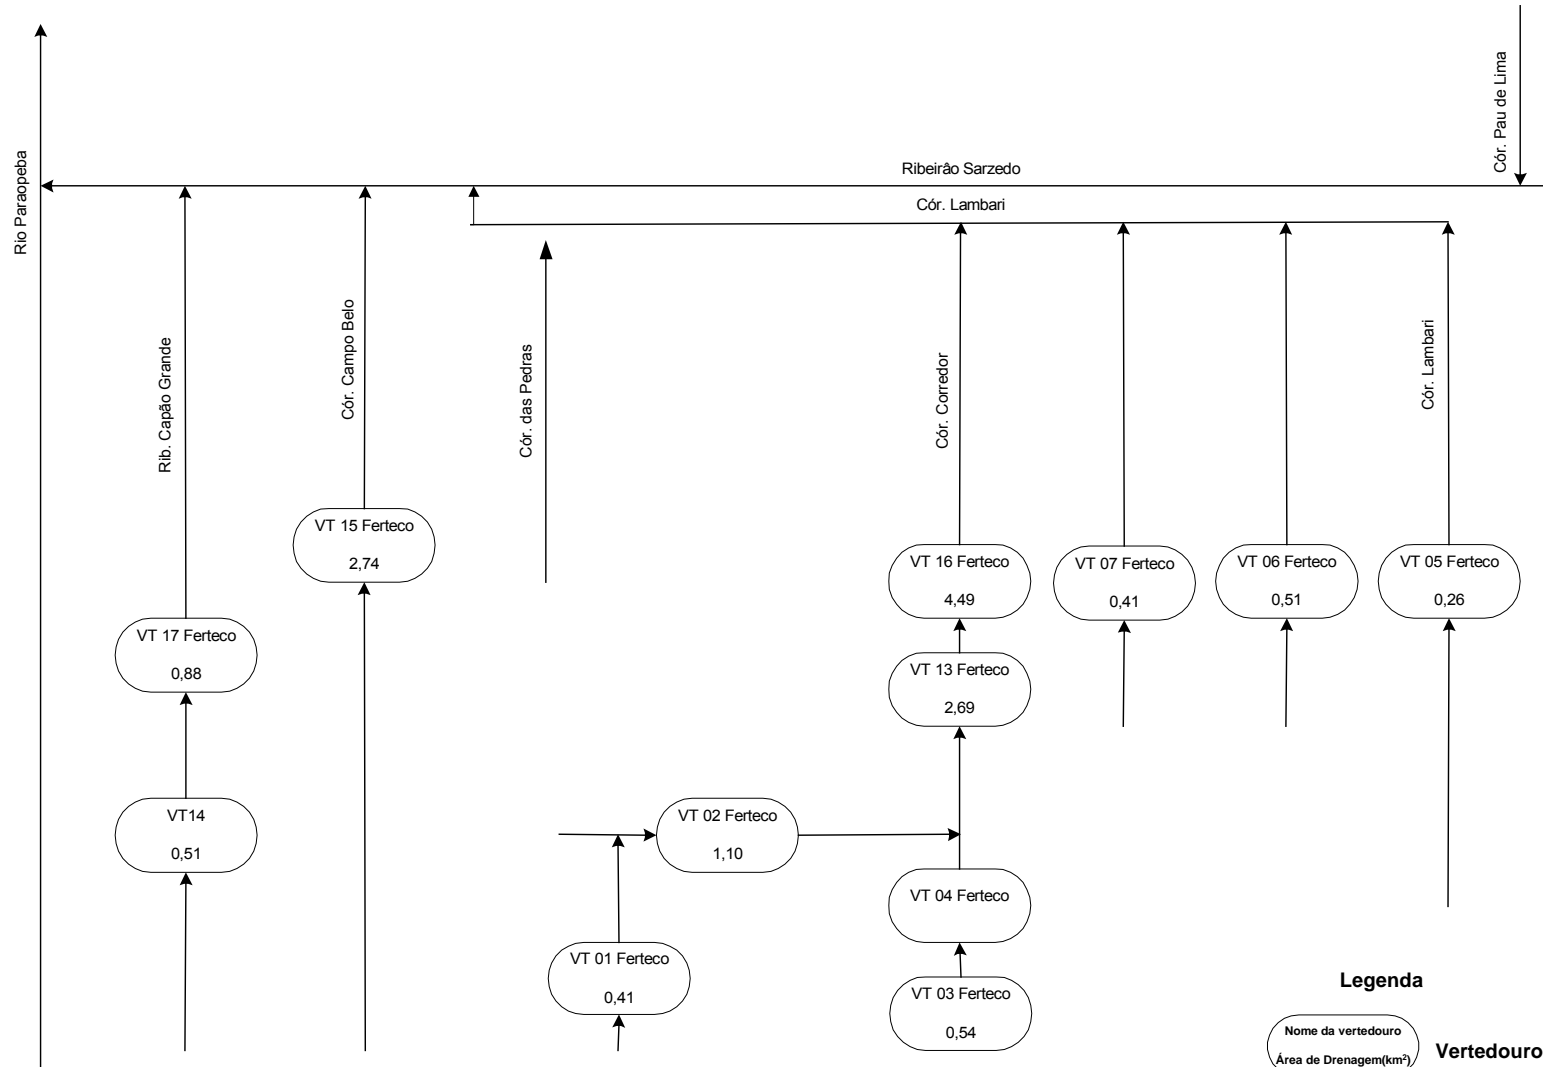 Cór. Pau de Lima
Rio Paraopeba
Ribeirâo Sarzedo
Cór. Lambari
Rib. Capão Grande
Cór. Campo Belo
Cór. das Pedras
Cór. Corredor
Cór. Lambari
VT 15 Ferteco
2,74
VT 16 Ferteco
4,49
VT 07 Ferteco
0,41
VT 06 Ferteco
0,51
VT 05 Ferteco
0,26
VT 17 Ferteco
0,88
VT 13 Ferteco
2,69
VT14
0,51
VT 02 Ferteco
1,10
VT 04 Ferteco
VT 01 Ferteco
0,41
VT 03 Ferteco
0,54
Legenda
Nome da vertedouro
Área de Drenagem(km²)
Vertedouro